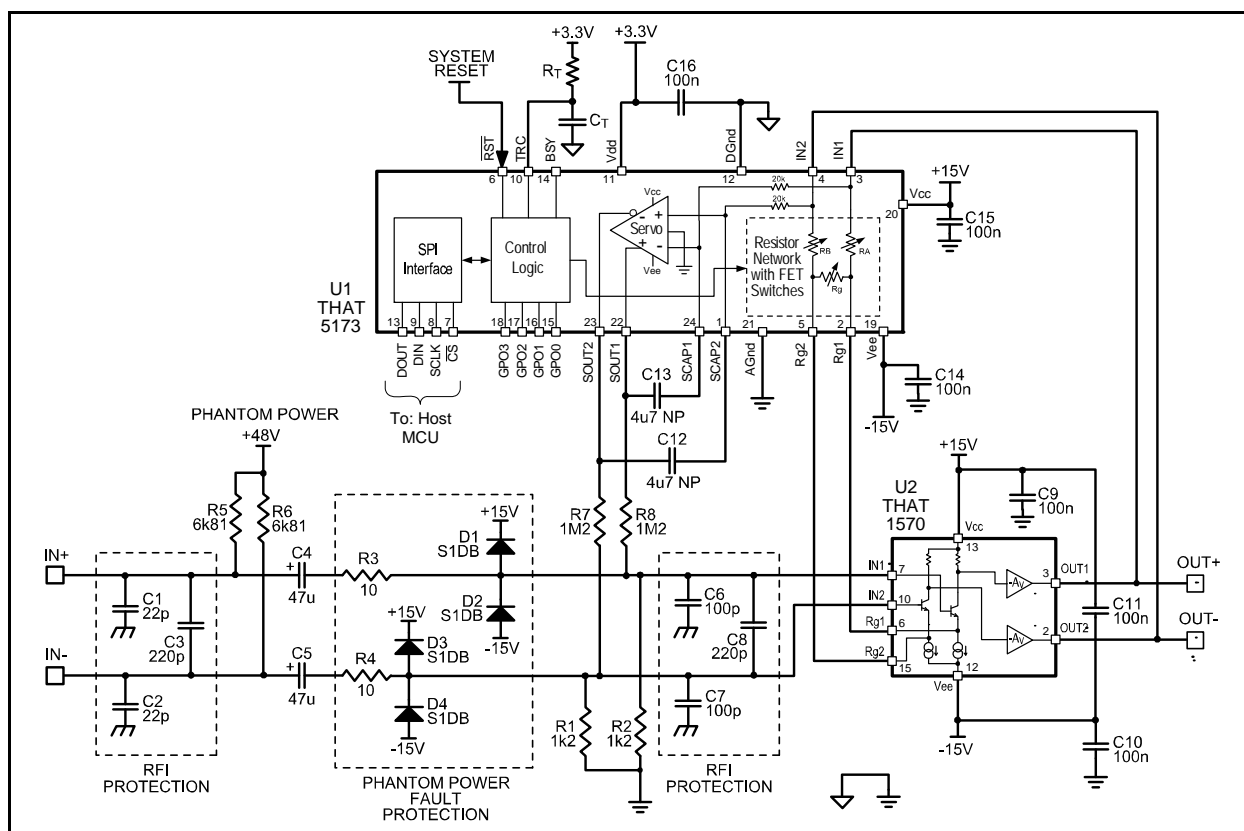 +3.3V
+3.3V
SYSTEM
RESET
RT
CT
C16
100n
RST
TRC
BSY
Vdd
DGnd
IN2
IN1
6
10
14
11
12
4
3
+15V
Vcc
20
C15
100n
20k
20k
Vcc
-
+
Servo
+
-
Vee
SPI
Interface
Control
Logic
Resistor
Network
with FET
Switches
RB
RA
Rg
U1
THAT
5173
13
9
8
7
18
17
16
15
23
22
24
1
21
5
2
19
DOUT
DIN
SCLK
CS
GPO3
GPO2
GPO1
GPO0
SOUT2
SOUT1
SCAP1
SCAP2
AGnd
Rg2
Rg1
Vee
To: Host
MCU
C13
4u7 NP
C12
4u7 NP
C14
100n
-15V
PHANTOM POWER
+48V
R5
6k81
R6
6k81
R7
1M2
R8
1M2
+15V
C9
100n
U2
THAT
1570
Vcc
13
IN+
C1
22p
C3
220p
C4
+
47u
R3
10
+15V
D1
S1DB
D2
S1DB
-15V
+15V
D3
S1DB
C6
100p
C8
220p
IN1
7
IN2
10
Rg1
6
Rg2
15
-Av
-Av
3
OUT1
2
OUT2
C11
100n
OUT+
OUT-
IN-
C2
22p
C5
+
47u
R4
10
D4
S1DB
-15V
R1
1k2
R2
1k2
C7
100p
Vee
12
-15V
C10
100n
RFI
PROTECTION
PHANTOM POWER
FAULT
PROTECTION
RFI
PROTECTION